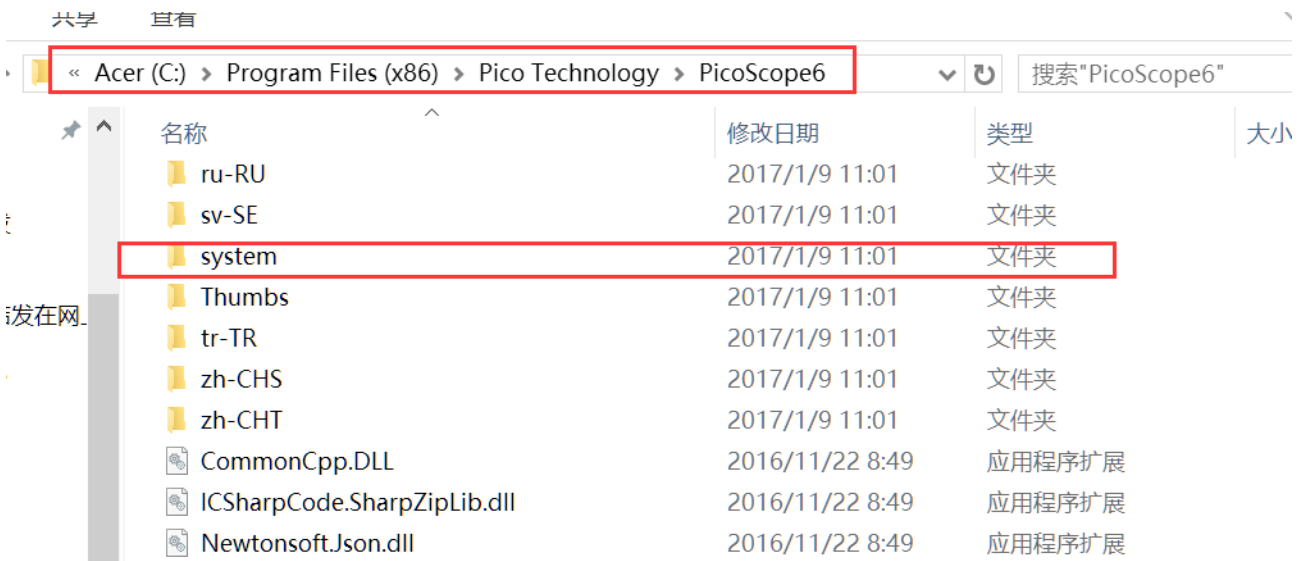 共享 查看
« Acer (C:) > Program Files (x86) > Pico Technology > PicoScope6 搜索"PicoScope6"
名称 修改日期 类型 大小
ru-RU 2017/1/9 11:01 文件夹
sv-SE 2017/1/9 11:01 文件夹
system 2017/1/9 11:01 文件夹
Thumbs 2017/1/9 11:01 文件夹
发在网 tr-TR 2017/1/9 11:01 文件夹
zh-CHS 2017/1/9 11:01 文件夹
zh-CHT 2017/1/9 11:01 文件夹
CommonCpp.DLL 2016/11/22 8:49 应用程序扩展
ICSharpCode.SharpZipLib.dll 2016/11/22 8:49 应用程序扩展
Newtonsoft.Json.dll 2016/11/22 8:49 应用程序扩展